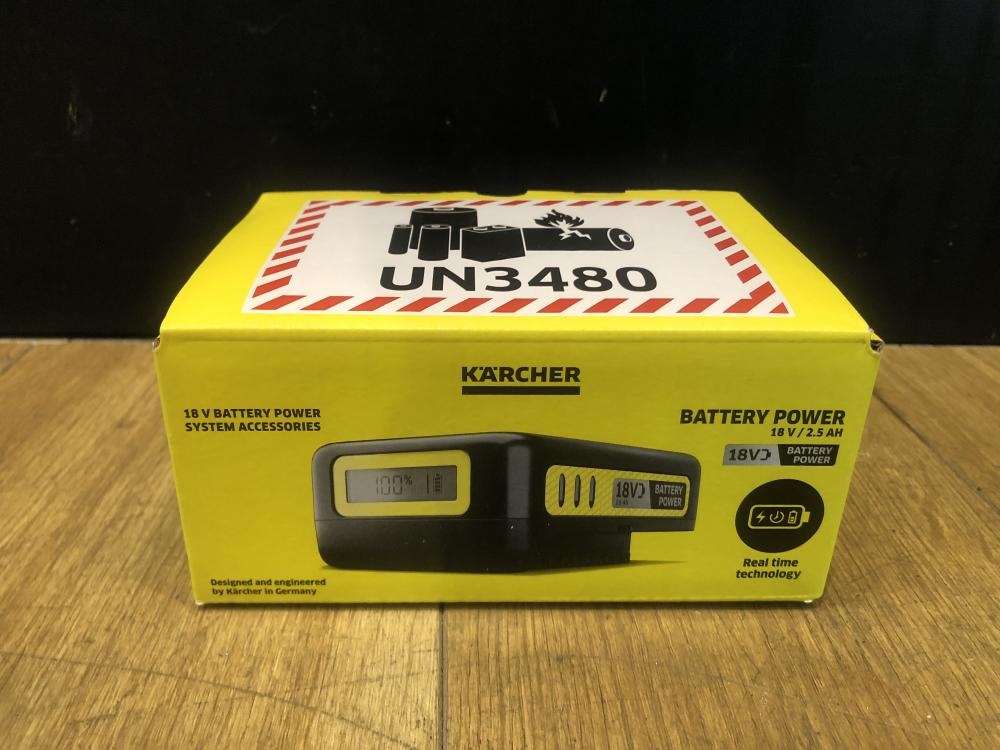 UN3480
KÄRCHER
18 V BATTERY POWER
SYSTEM ACCESSORIES
BATTERY POWER
18 V / 2.5 AH
18V BATTERY
POWER
100%
18V BATTERY
POWER
Real time
technology
Designed and engineered
by Kärcher in Germany